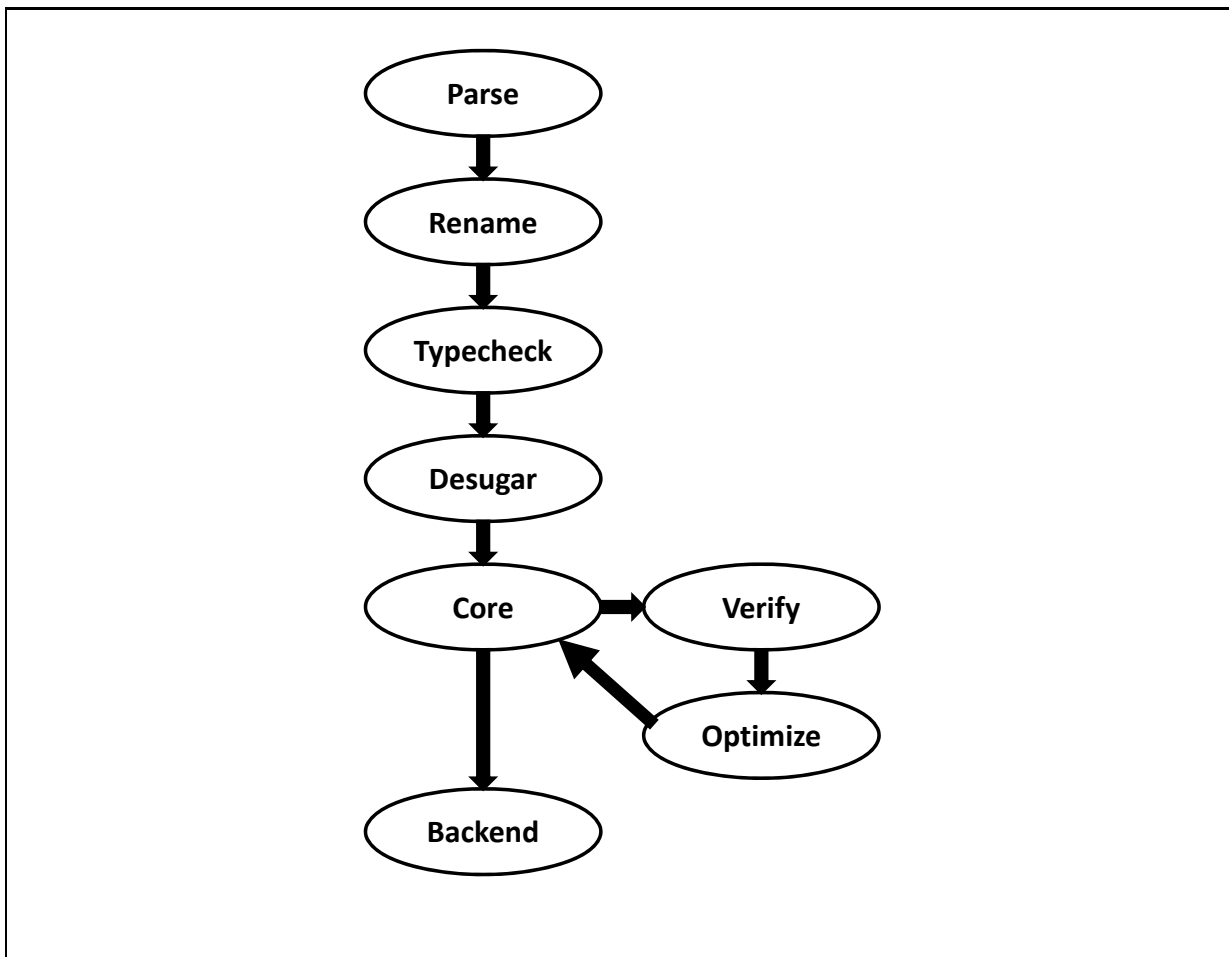 Parse
Rename
Typecheck
Desugar
Core
Verify
Optimize
Backend